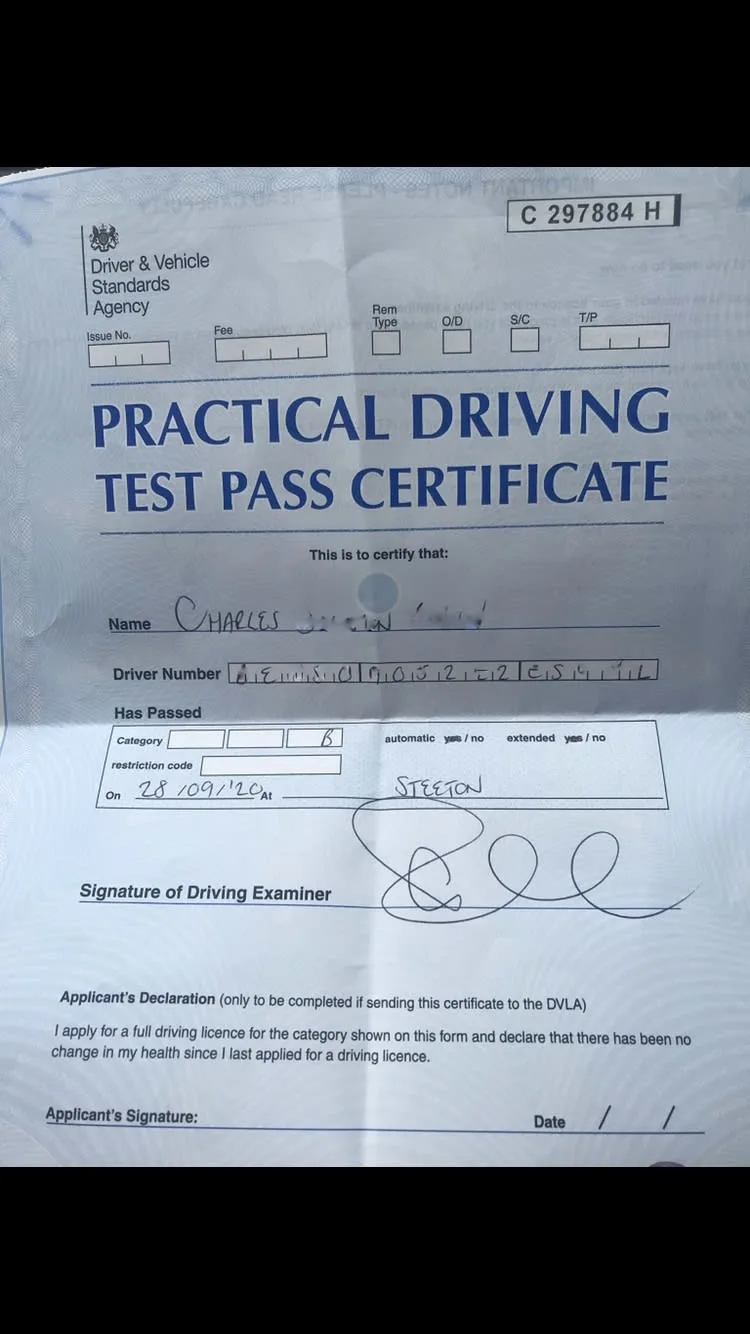 C 297884 H
Driver & Vehicle
Standards
Agency
Issue No.
Fee
Rem
Type
O/D
S/C
T/P
PRACTICAL DRIVING
TEST PASS CERTIFICATE
This is to certify that:
Name CHARLES
Driver Number
Has Passed
Category B automatic yes / no extended yes / no
restriction code
On 28/09/'20 At STEETON
Signature of Driving Examiner
Applicant's Declaration (only to be completed if sending this certificate to the DVLA)
I apply for a full driving licence for the category shown on this form and declare that there has been no
change in my health since I last applied for a driving licence.
Applicant's Signature:
Date / /